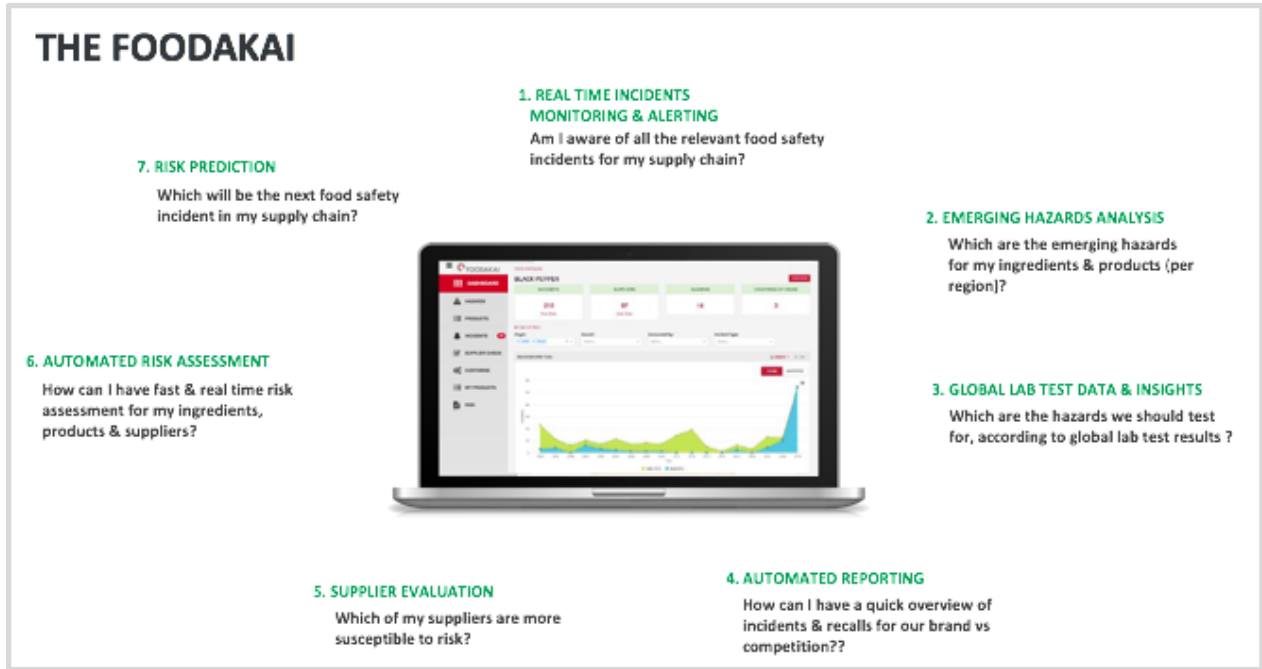 THE FOODAKAI
1. REAL TIME INCIDENTS
MONITORING & ALERTING
Am I aware of all the relevant food safety
incidents for my supply chain?
7. RISK PREDICTION
Which will be the next food safety
incident in my supply chain?
2. EMERGING HAZARDS ANALYSIS
Which are the emerging hazards
for my ingredients & products (per
region)?
FOODAKAI
DASHBOARD
BLACK PEPPER
HAZARDS
PRODUCTS
INCIDENTS
SUPPLIER CHECK
6. AUTOMATED RISK ASSESSMENT
How can I have fast & real time risk
assessment for my ingredients,
products & suppliers?
3. GLOBAL LAB TEST DATA & INSIGHTS
Which are the hazards we should test
for, according to global lab test results ?
5. SUPPLIER EVALUATION
Which of my suppliers are more
susceptible to risk?
4. AUTOMATED REPORTING
How can I have a quick overview of
incidents & recalls for our brand vs
competition??